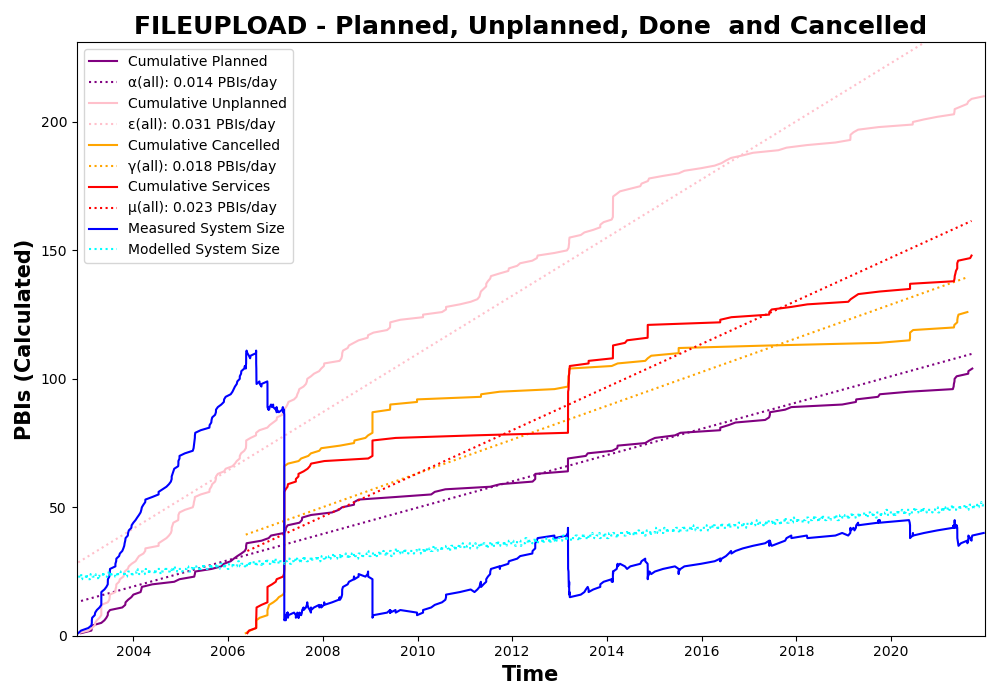 FILEUPLOAD - Planned, Unplanned, Done  and Cancelled
Cumulative Planned
α(all): 0.014 PBIs/day
Cumulative Unplanned
ε(all): 0.031 PBIs/day
Cumulative Cancelled
γ(all): 0.018 PBIs/day
Cumulative Services
μ(all): 0.023 PBIs/day
Measured System Size
Modelled System Size
PBIs (Calculated)
200
150
100
50
0
2004 2006 2008 2010 2012 2014 2016 2018 2020
Time